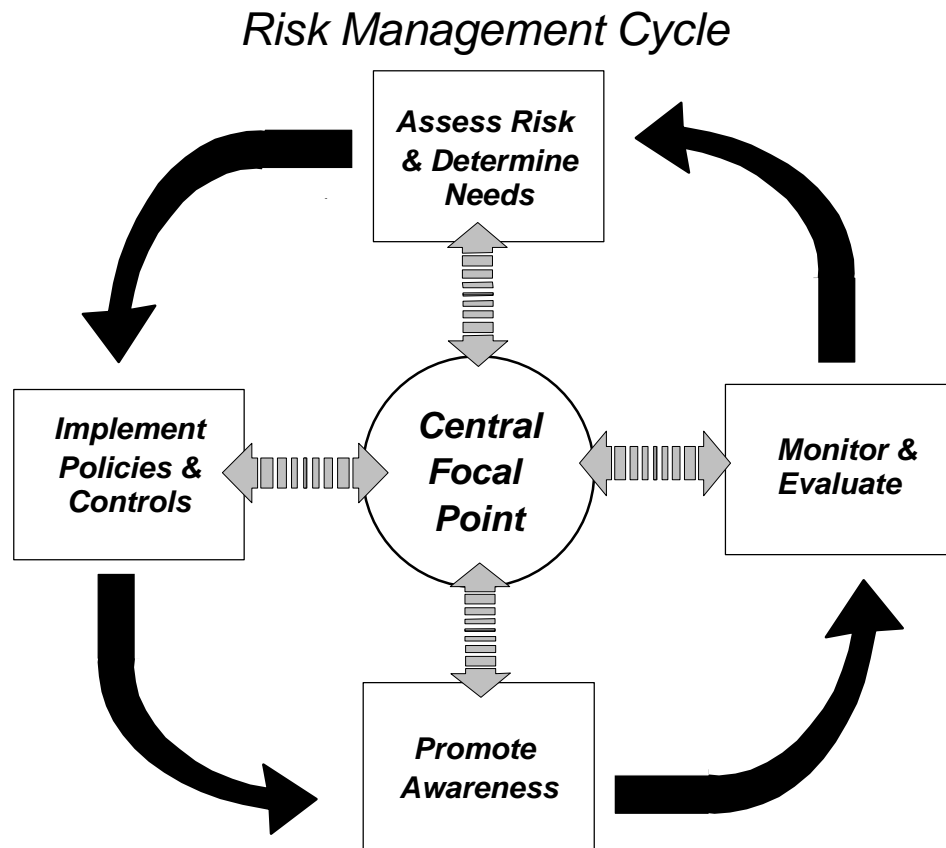 Risk Management Cycle
Assess Risk
& Determine
Needs
Implement
Policies &
Controls
Central
Focal
Point
Monitor &
Evaluate
Promote
Awareness